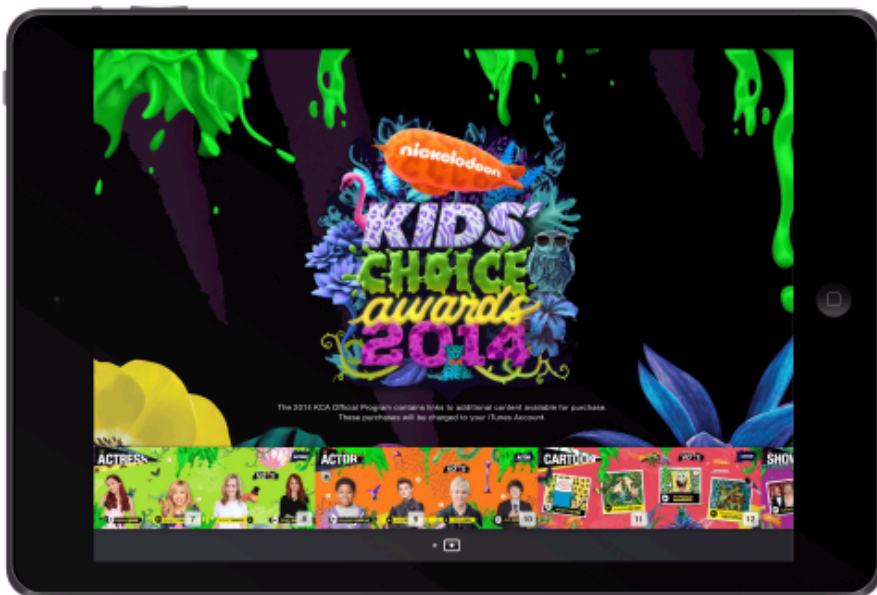 nickelodeon
KIDS'
CHOICE
awards
2014
The 2014 KCA Official Program contains links to additional content available for purchase.
These purchases will be charged to your iTunes Account.
ACTRESS
ACTOR
CARTOON
SHOW
7
8
9
10
11
12